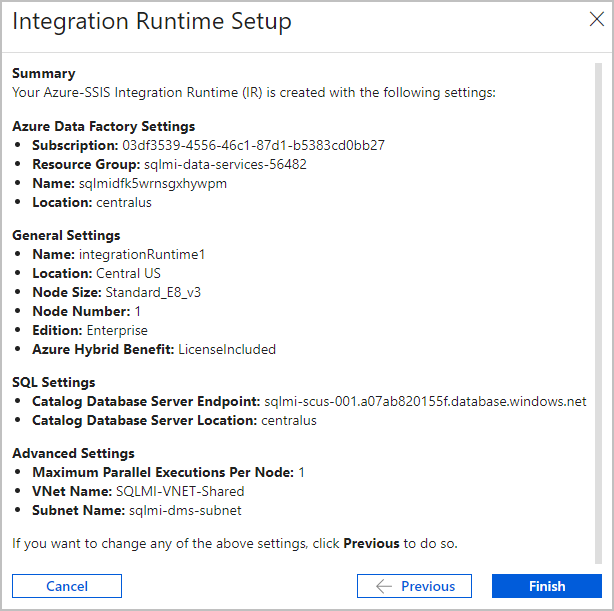 Integration Runtime Setup
Summary
Your Azure-SSIS Integration Runtime (IR) is created with the following settings:
Azure Data Factory Settings
• Subscription: 03df3539-4556-46c1-87d1-b5383cd0bb27
• Resource Group: sqlmi-data-services-56482
• Name: sqlmidfk5wrnsgxhywpm
• Location: centralus
General Settings
• Name: integrationRuntime1
• Location: Central US
• Node Size: Standard_E8_v3
• Node Number: 1
• Edition: Enterprise
• Azure Hybrid Benefit: LicenseIncluded
SQL Settings
• Catalog Database Server Endpoint: sqlmi-scus-001.a07ab820155f.database.windows.net
• Catalog Database Server Location: centralus
Advanced Settings
• Maximum Parallel Executions Per Node: 1
• VNet Name: SQLMI-VNET-Shared
• Subnet Name: sqlmi-dms-subnet
If you want to change any of the above settings, click Previous to do so.
Cancel
Previous
Finish